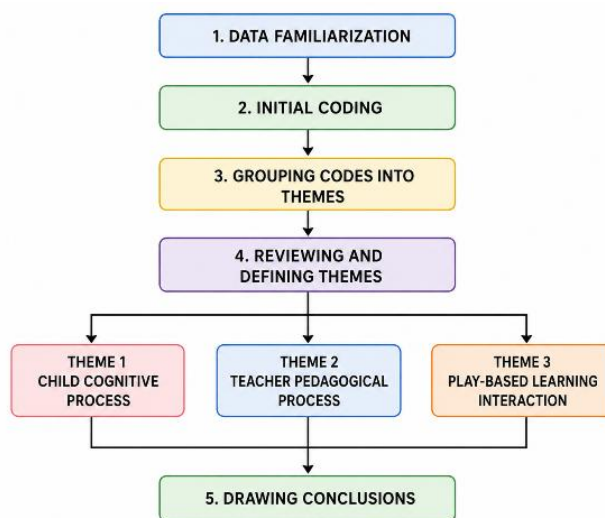 1. DATA FAMILIARIZATION
2. INITIAL CODING
3. GROUPING CODES INTO
THEMES
4. REVIEWING AND
DEFINING THEMES
THEME 1
CHILD COGNITIVE
PROCESS
THEME 2
TEACHER PEDAGOGICAL
PROCESS
THEME 3
PLAY-BASED LEARNING
INTERACTION
5. DRAWING CONCLUSIONS